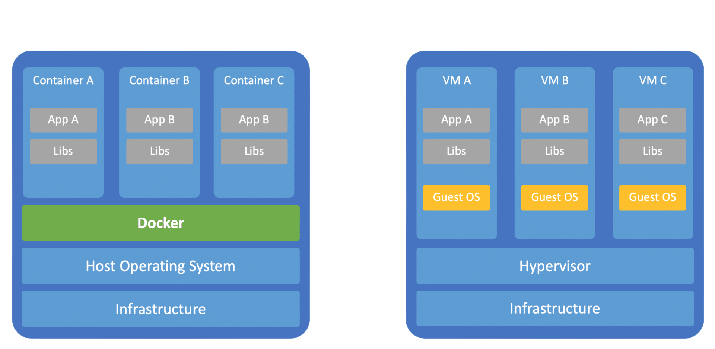 Container A
Container B
Container C
App A
App B
App B
Libs
Libs
Libs
Docker
Host Operating System
Infrastructure
VM A
VM B
VM C
App A
App B
App C
Libs
Libs
Libs
Guest OS
Guest OS
Guest OS
Hypervisor
Infrastructure